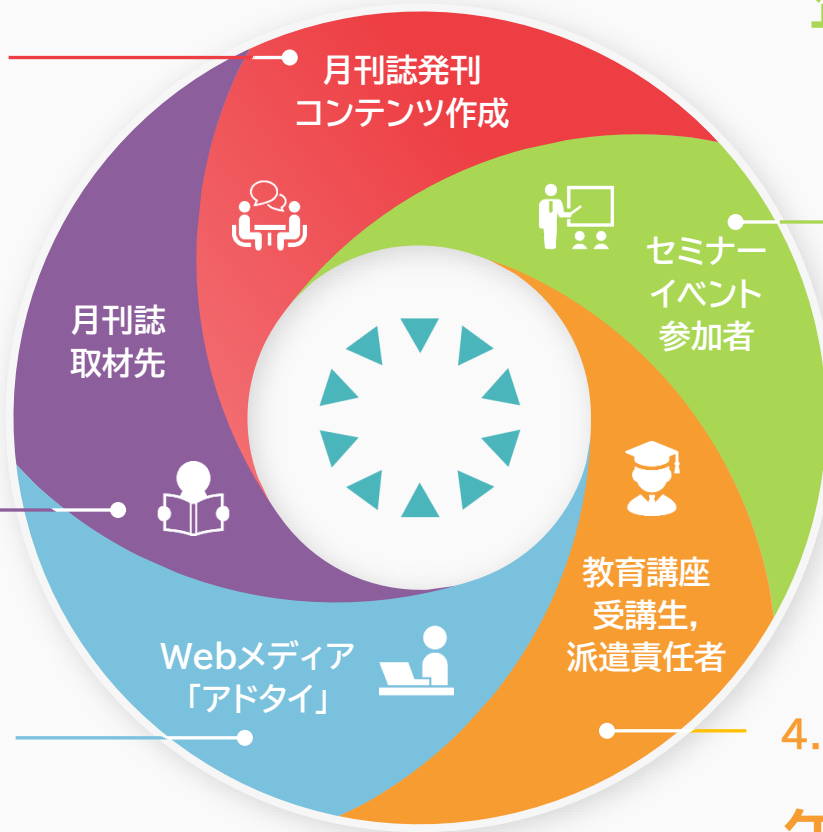 月刊誌発刊
コンテンツ作成
セミナー
イベント
参加者
月刊誌
取材先
教育講座
受講生,
派遣責任者
Webメディア
「アドタイ」
4.